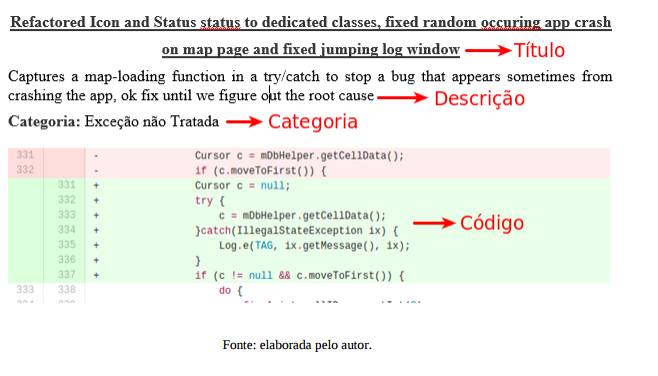 Refactored Icon and Status status to dedicated classes, fixed random occuring app crash
on map page and fixed jumping log window Título
Captures a map-loading function in a try/catch to stop a bug that appears sometimes from
crashing the app, ok fix until we figure out the root cause Descrição
Categoria: Exceção não Tratada Categoria
331 - Cursor c = mDbHelper.getCellData();
332 - if (c.moveToFirst()) {
331 + Cursor c = null;
332 + try {
333 + c = mDbHelper.getCellData();
334 + }catch(IllegalStateException ix) { Código
335 + Log.e(TAG, ix.getMessage(), ix);
336 + }
337 + if (c != null && c.moveToFirst()) {
333 338 do {
Fonte: elaborada pelo autor.